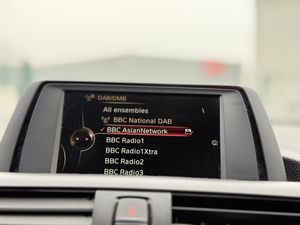 DAB/DMB
All ensembles
BBC National DAB
BBC AsianNetwork
BBC Radio1
BBC Radio1Xtra
BBC Radio2
BBC Radio3